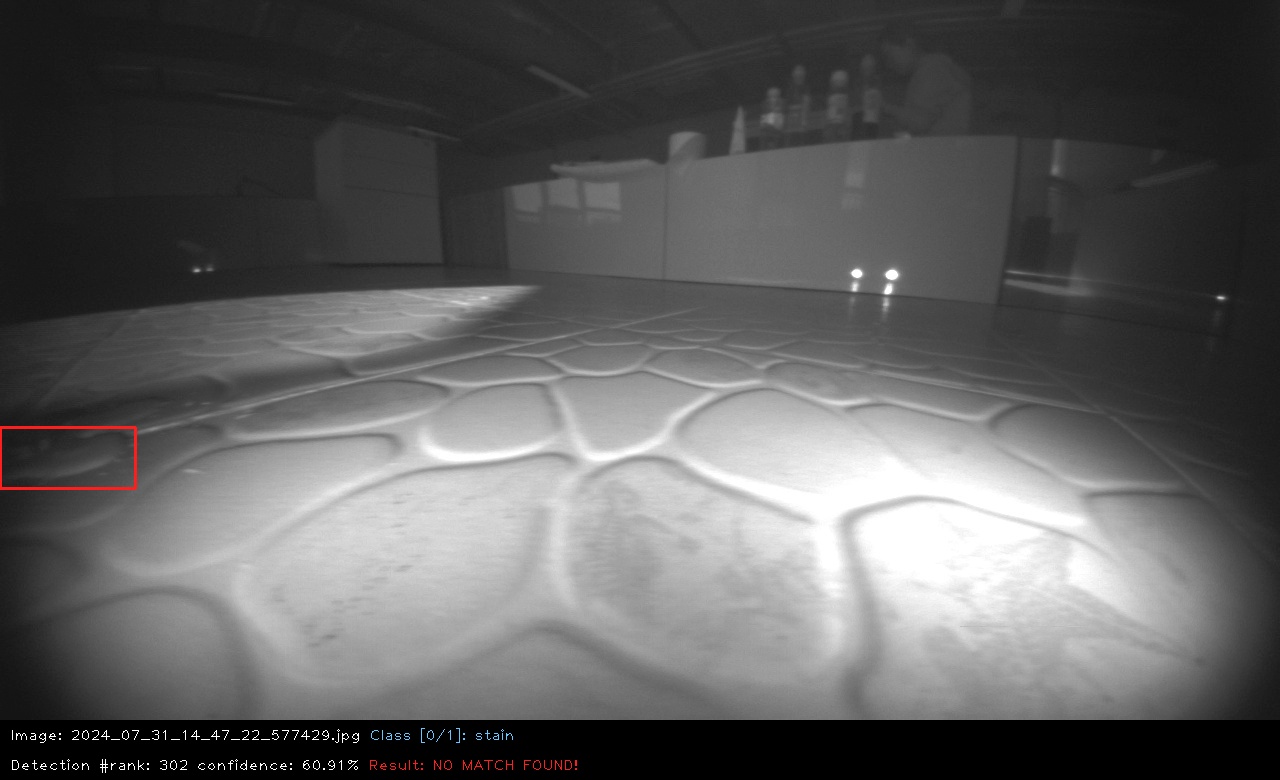 Image: 2024_07_31_14_47_22_577429.jpg Class [0/1]: stain
Detection #rank: 302 confidence: 60.91% Result: NO MATCH FOUND!